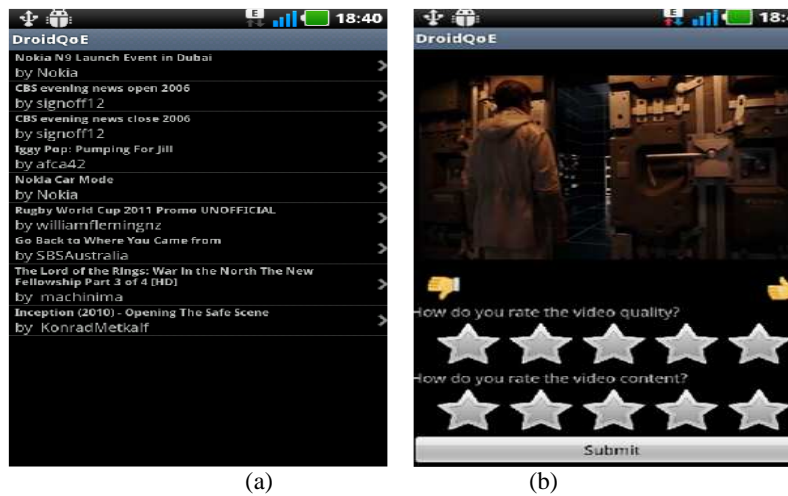 E
18:40
DroidQoE
Nokia N9 Launch Event in Dubai
by Nokia
CBS evening news open 2006
by signoff12
CBS evening news close 2006
by signoff12
Iggy Pop: Pumping For Jill
by afca42
Nokia Car Mode
by Nokia
Rugby World Cup 2011 Promo UNOFFICIAL
by williamflemingnz
Go Back to Where You Came from
by SBSAustralia
The Lord of the Rings: War In the North The New
Fellowship Part 3 of 4 [HD]
by machinima
Inception (2010) - Opening The Safe Scene
by KonradMetkalf
(a)
E
18:4
DroidQoE
How do you rate the video quality?
How do you rate the video content?
Submit
(b)